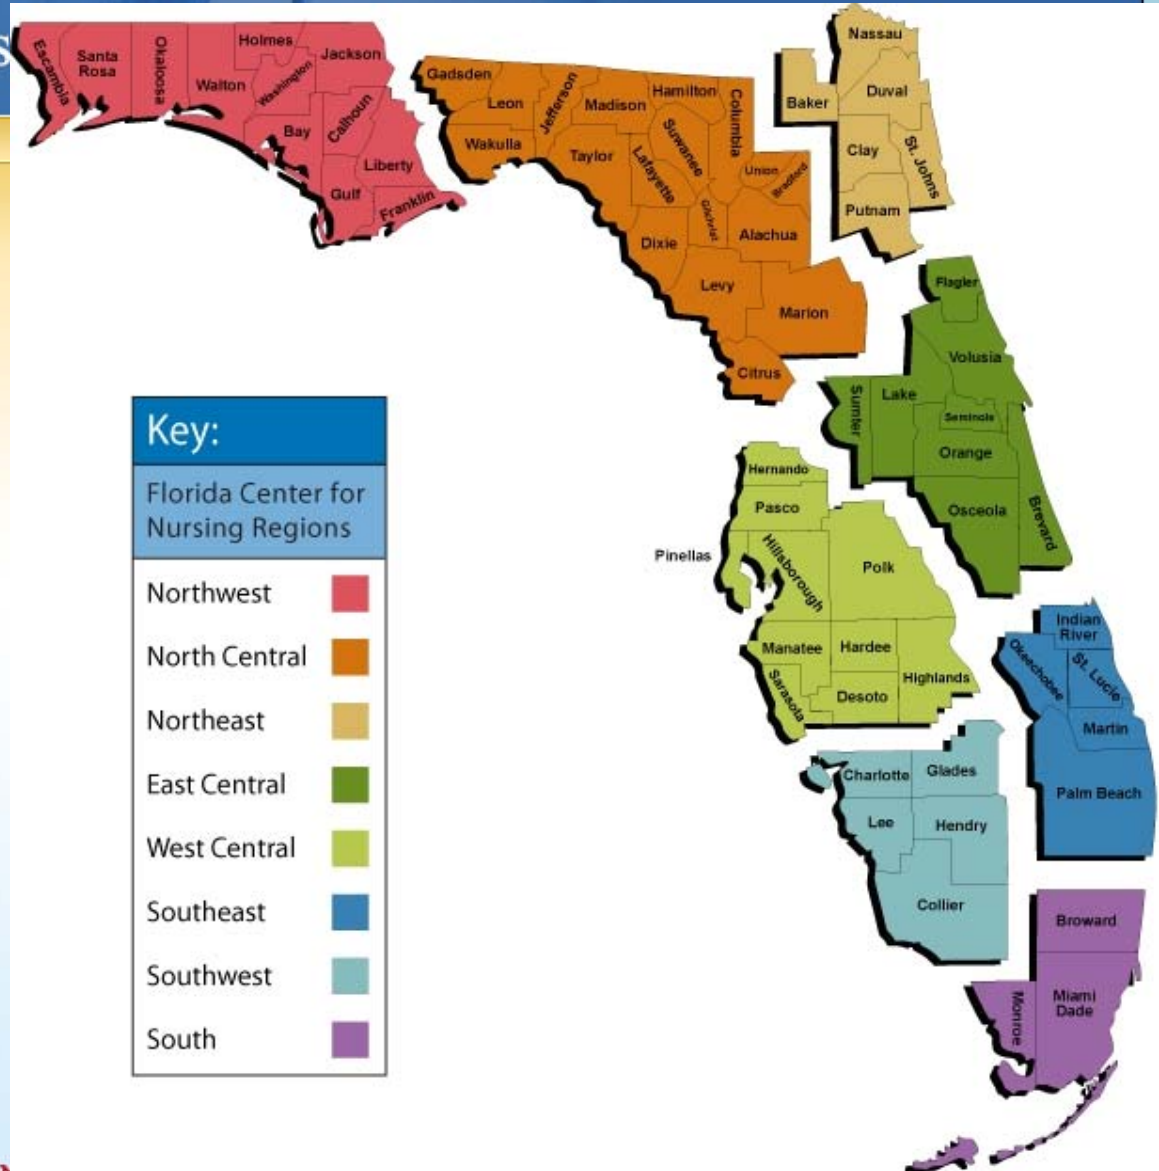 s
Escambia
Santa
Rosa
Okaloosa
Walton
Holmes
Washington
Jackson
Bay
Calhoun
Liberty
Gulf
Franklin
Gadsden
Leon
Jefferson
Madison
Hamilton
Columbia
Wakulla
Taylor
Lafayette
Suwanee
Union
Bradford
Gilchrist
Alachua
Dixie
Levy
Marion
Citrus
Nassau
Baker
Duval
Clay
St. Johns
Putnam
Flagler
Volusia
Sumter
Lake
Seminole
Orange
Osceola
Brevard
Hernando
Pasco
Pinellas
Hillsborough
Polk
Manatee
Hardee
Sarasota
Desoto
Highlands
Indian
River
Okeechobee
St. Lucie
Martin
Palm Beach
Charlotte
Glades
Lee
Hendry
Collier
Broward
Monroe
Miami
Dade
Key:
Florida Center for
Nursing Regions
Northwest
North Central
Northeast
East Central
West Central
Southeast
Southwest
South